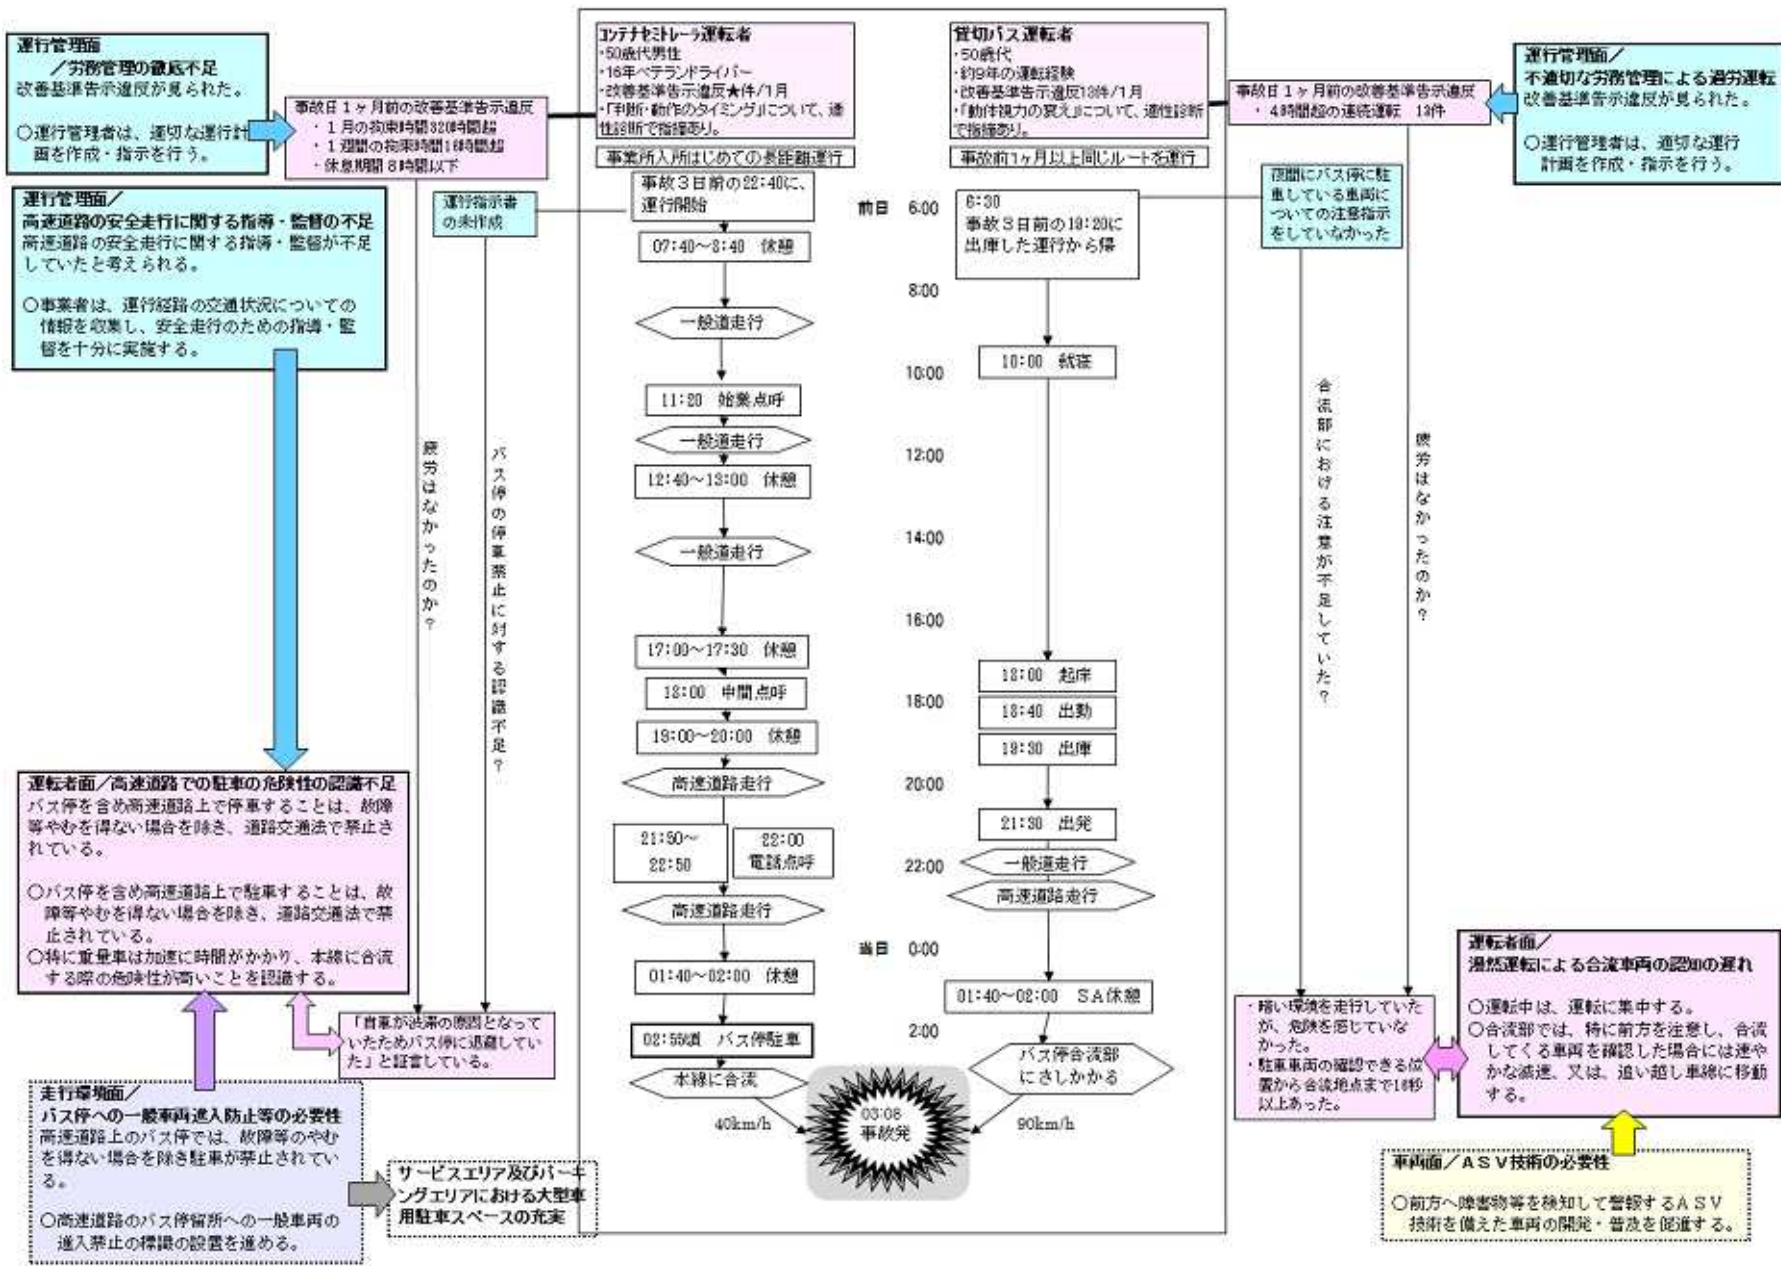 運行管理面
／労務管理の徹底不足
改善基準告示違反が見られた。
○運行管理者は、適切な運行計
画を作成・指示を行う。
事故日１ヶ月前の改善基準告示違反
・１月の拘束時間320時間超
・１週間の拘束時間16時間超
・休息期間８時間以下
運行管理面／
高速道路の安全走行に関する指導・監督の不足
高速道路の安全走行に関する指導・監督が不足
していたと考えられる。
○事業者は、運行経路の交通状況についての
情報を収集し、安全走行のための指導・監
督を十分に実施する。
運行指示書
の未作成
疲労はなかったのか？
バス停の停車禁止に対する認識不足？
運転者面／高速道路での駐車の危険性の認識不足
バス停を含め高速道路上で停車することは、故障
等やむを得ない場合を除き、道路交通法で禁止さ
れている。
○バス停を含め高速道路上で駐車することは、故
障等やむを得ない場合を除き、道路交通法で禁
止されている。
○特に重量車は加速に時間がかかり、本線に合流
する際の危険性が高いことを認識する。
「自車が渋滞の原因となって
いたためバス停に退避してい
た」と証言している。
走行環境面／
バス停への一般車両進入防止等の必要性
高速道路上のバス停では、故障等のやむ
を得ない場合を除き駐車が禁止されてい
る。
○高速道路のバス停留所への一般車両の
進入禁止の標識の設置を進める。
サービスエリア及びパーキ
ングエリアにおける大型車
用駐車スペースの充実
コンテナセミトレーラ運転者
・50歳代男性
・16年ベテランドライバー
・改善基準告示違反★件/1月
・「判断・動作のタイミング」について、適
性診断で指摘あり。
事業所入所はじめての長距離運行
事故３日前の22:40に、
運行開始
07:40～8:40 休憩
一般道走行
11:20 始業点呼
一般道走行
12:40～13:00 休憩
一般道走行
17:00～17:30 休憩
18:00 中間点呼
19:00～20:00 休憩
高速道路走行
21:50～
22:50
22:00
電話点呼
高速道路走行
01:40～02:00 休憩
02:55頃 バス停駐車
本線に合流
40km/h
03:08
事故発
前日 6:00
8:00
10:00
12:00
14:00
16:00
18:00
20:00
22:00
当日 0:00
2:00
貸切バス運転者
・50歳代
・約9年の運転経験
・改善基準告示違反13件/1月
・「動体視力の衰え」について、適性診断
で指摘あり。
事故前1ヶ月以上同じルートを運行
6:30
事故３日前の19:20に
出庫した運行から帰
10:00 就寝
18:00 起床
18:40 出勤
19:30 出庫
21:30 出発
一般道走行
高速道路走行
01:40～02:00 ＳＡ休憩
バス停合流部
にさしかかる
90km/h
事故日１ヶ月前の改善基準告示違反
・４時間超の連続運転 13件
夜間にバス停に駐
車している車両に
ついての注意指示
をしていなかった
合流部における注意が不足していた？
疲労はなかったのか？
運行管理面／
不適切な労務管理による過労運転
改善基準告示違反が見られた。
○運行管理者は、適切な運行
計画を作成・指示を行う。
・暗い環境を走行していた
が、危険を感じていな
かった。
・駐車車両の確認できる位
置から合流地点まで10秒
以上あった。
運転者面／
漫然運転による合流車両の認知の遅れ
○運転中は、運転に集中する。
○合流部では、特に前方を注意し、合流
してくる車両を確認した場合には速や
かな減速、又は、追い越し車線に移動
する。
車両面／ＡＳＶ技術の必要性
○前方へ障害物等を検知して警報するＡＳＶ
技術を備えた車両の開発・普及を促進する。